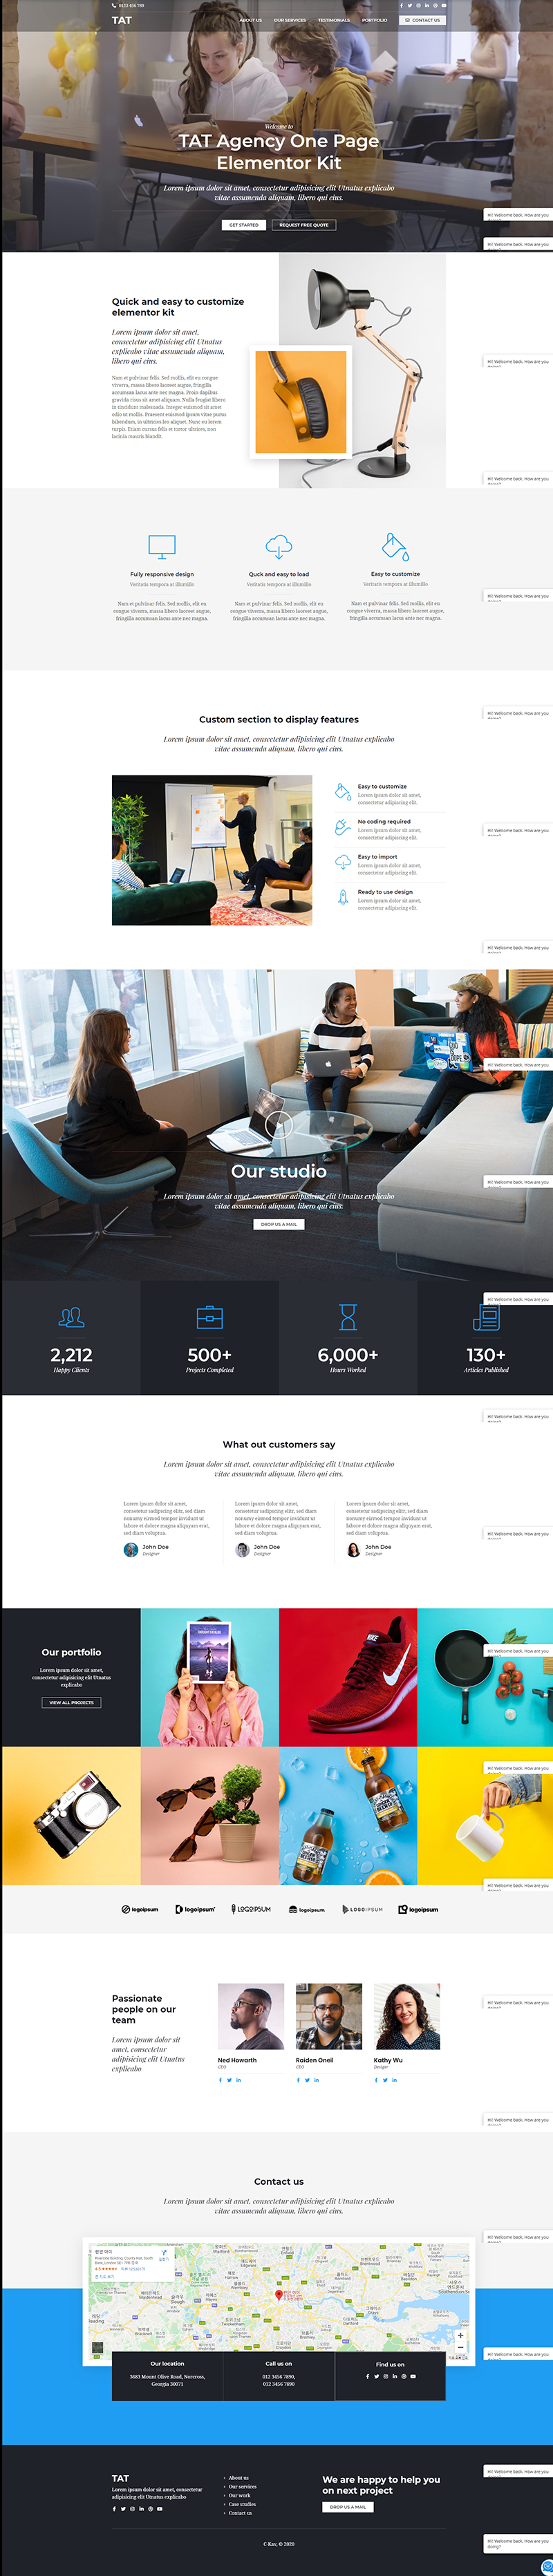 0123 456 789
TAT
ABOUT US
OUR SERVICES
TESTIMONIALS
PORTFOLIO
CONTACT US
Welcome to
TAT Agency One Page
Elementor Kit
Lorem ipsum dolor sit amet, consectetur adipisicing elit Utnatus explicabo
vitae assumenda aliquam, libero qui eius.
GET STARTED
REQUEST FREE QUOTE
Hi! Welcome back. How are you
Quick and easy to customize
elementor kit
Lorem ipsum dolor sit amet,
consectetur adipisicing elit Utnatus
explicabo vitae assumenda aliquam,
libero qui eius.
Nam et pulvinar felis. Sed mollis, elit eu congue
viverra, massa libero laoreet augue, fringilla
accumsan lacus ante nec magna. Proin dapibus
gravida risus sit amet aliquam. Nulla feugiat libero
in tincidunt malesuada. Integer euismod sit amet
odio ut mollis. Praesent euismod ipsum vitae purus
bibendum, in ultricies leo aliquet. Nunc eu lorem
turpis. Etiam cursus felis et tortor ultrices, non
lacinia mauris blandit.
Fully responsive design
Veritatis tempora at illumillo
Nam et pulvinar felis. Sed mollis, elit eu
congue viverra, massa libero laoreet augue,
fringilla accumsan lacus ante nec magna.
Quck and easy to load
Veritatis tempora at illumillo
Nam et pulvinar felis. Sed mollis, elit eu
congue viverra, massa libero laoreet augue,
fringilla accumsan lacus ante nec magna.
Easy to customize
Veritatis tempora at illumillo
Nam et pulvinar felis. Sed mollis, elit eu
congue viverra, massa libero laoreet augue,
fringilla accumsan lacus ante nec magna.
Custom section to display features
Lorem ipsum dolor sit amet, consectetur adipisicing elit Utnatus explicabo
vitae assumenda aliquam, libero qui eius.
Easy to customize
Lorem ipsum dolor sit amet,
consectetur adipiscing elit.
No coding required
Lorem ipsum dolor sit amet,
consectetur adipiscing elit.
Easy to import
Lorem ipsum dolor sit amet,
consectetur adipiscing elit.
Ready to use design
Lorem ipsum dolor sit amet,
consectetur adipiscing elit.
Our studio
Lorem ipsum dolor sit amet, consectetur adipisicing elit Utnatus explicabo
vitae assumenda aliquam, libero qui eius.
DROP US A MAIL
2,212
Happy Clients
500+
Projects Completed
6,000+
Hours Worked
130+
Articles Published
What out customers say
Lorem ipsum dolor sit amet, consectetur adipisicing elit Utnatus explicabo
vitae assumenda aliquam, libero qui eius.
Lorem ipsum dolor sit amet,
consetetur sadipscing elitr, sed diam
nonumy eirmod tempor invidunt ut
labore et dolore magna aliquyam erat,
sed diam voluptua.
John Doe
Designer
Lorem ipsum dolor sit amet,
consetetur sadipscing elitr, sed diam
nonumy eirmod tempor invidunt ut
labore et dolore magna aliquyam erat,
sed diam voluptua.
John Doe
Designer
Lorem ipsum dolor sit amet,
consetetur sadipscing elitr, sed diam
nonumy eirmod tempor invidunt ut
labore et dolore magna aliquyam erat,
sed diam voluptua.
John Doe
Designer
Our portfolio
Lorem ipsum dolor sit amet,
consectetur adipisicing elit Utnatus
explicabo
VIEW ALL PROJECTS
NIKE
logoipsum
logoipsum
LOGOIPSUM
logoipsum
LOGOIPSUM
logoipsum
Passionate
people on our
team
Lorem ipsum dolor sit
amet, consectetur
adipisicing elit Utnatus
explicabo
Ned Howarth
CEO
Raiden Oneil
CEO
Kathy Wu
Designer
Contact us
Lorem ipsum dolor sit amet, consectetur adipisicing elit Utnatus explicabo
vitae assumenda aliquam, libero qui eius.
런던 아이
Our location
3683 Mount Olive Road, Norcross,
Georgia 30071
Call us on
012 3456 7890,
012 3456 7890
Find us on
TAT
Lorem ipsum dolor sit amet, consectetur
adipisicing elit Utnatus explicabo
About us
Our services
Our work
Case studies
Contact us
We are happy to help you
on next project
DROP US A MAIL
Hi! Welcome back. How are you
doing?
C-Kav, © 2020